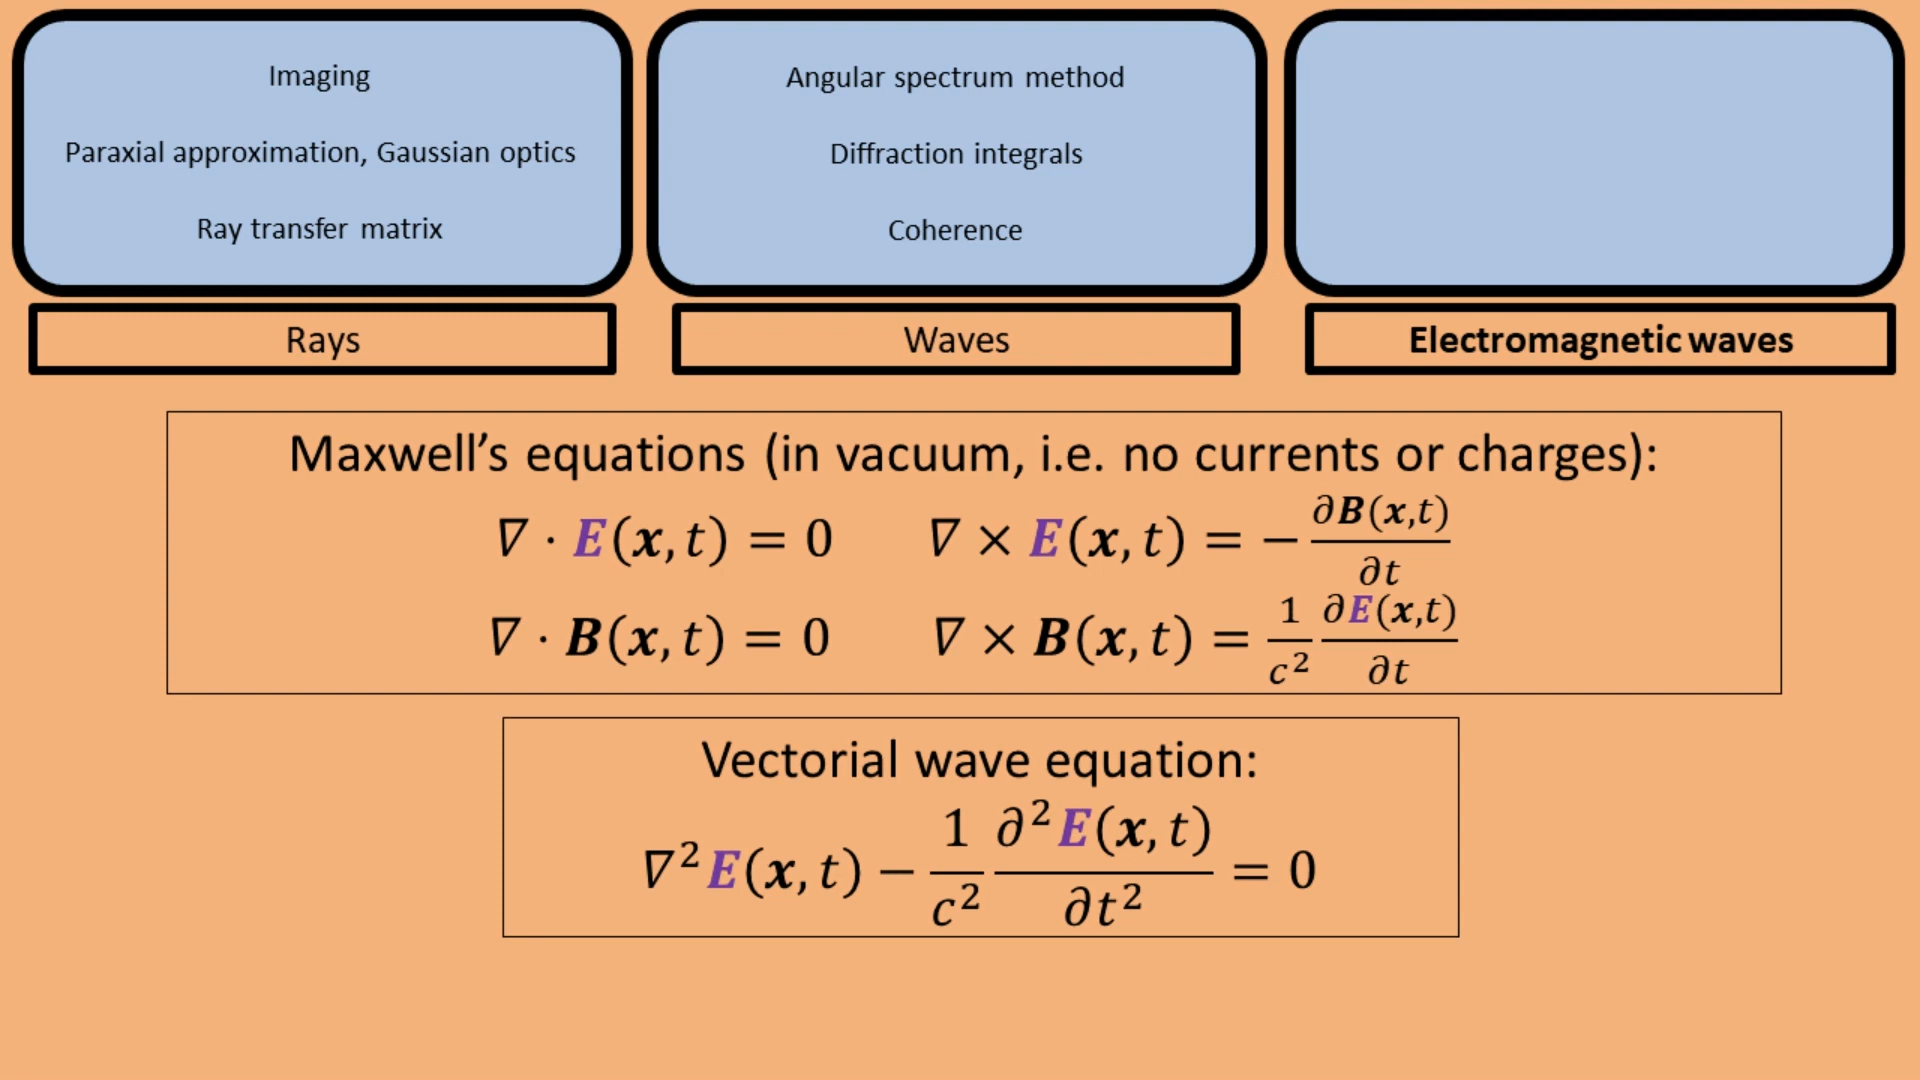 Imaging
Paraxial approximation, Gaussian optics
Ray transfer matrix
Rays
Angular spectrum method
Diffraction integrals
Coherence
Waves
Electromagnetic waves
Maxwell's equations (in vacuum, i.e. no currents or charges):
∇ · E(x, t) = 0    ∇ × E(x, t) = − ∂B(x,t)/∂t
∇ · B(x, t) = 0    ∇ × B(x, t) = 1/c² ∂E(x,t)/∂t
Vectorial wave equation:
∇²E(x, t) − 1/c² ∂²E(x, t)/∂t² = 0